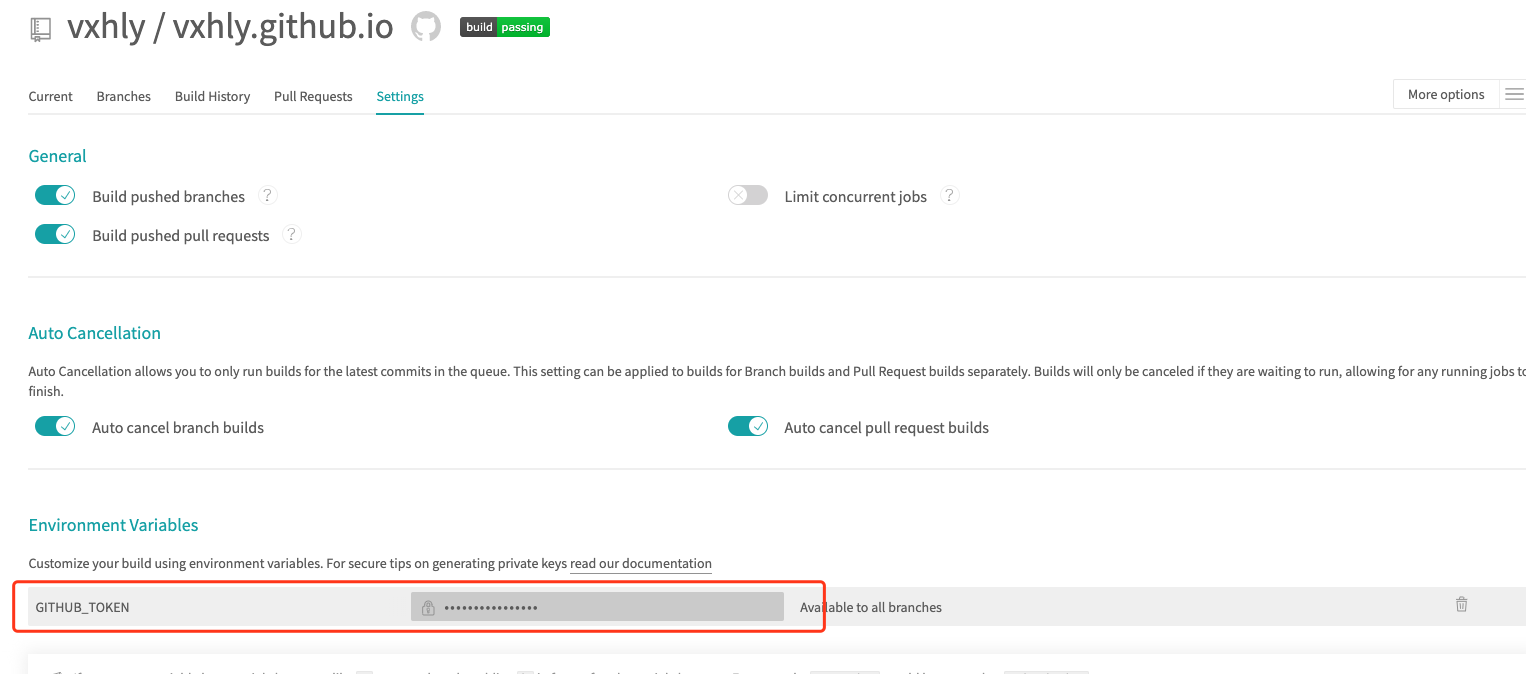 vxhly / vxhly.github.io
build passing
Current Branches Build History Pull Requests Settings
More options
General
Build pushed branches ?
Limit concurrent jobs ?
Build pushed pull requests ?
Auto Cancellation
Auto Cancellation allows you to only run builds for the latest commits in the queue. This setting can be applied to builds for Branch builds and Pull Request builds separately. Builds will only be canceled if they are waiting to run, allowing for any running jobs to
finish.
Auto cancel branch builds
Auto cancel pull request builds
Environment Variables
Customize your build using environment variables. For secure tips on generating private keys read our documentation
GITHUB_TOKEN •••••••••••••••• Available to all branches